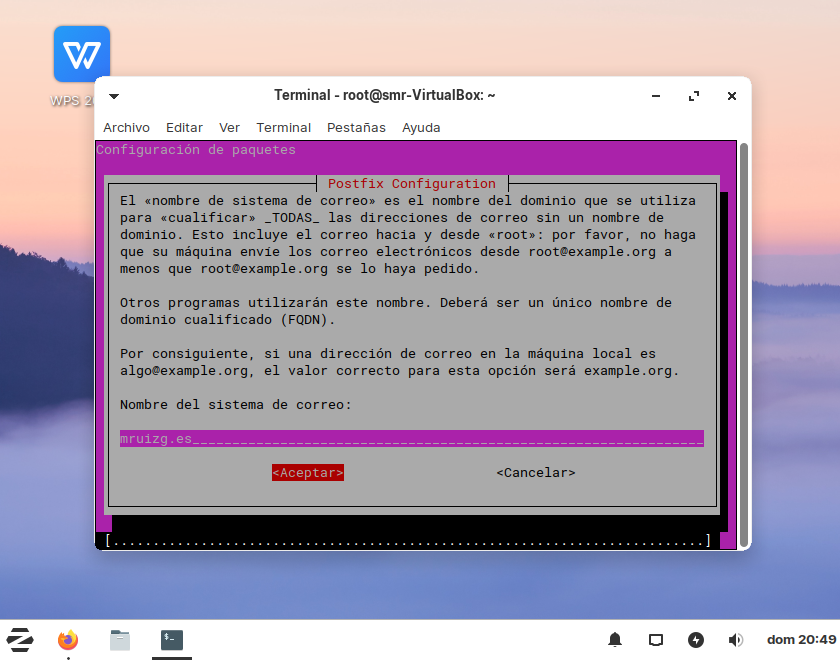 WPS 2
Terminal - root@smr-VirtualBox: ~
Archivo Editar Ver Terminal Pestañas Ayuda
Configuración de paquetes
Postfix Configuration
El «nombre de sistema de correo» es el nombre del dominio que se utiliza
para «cualificar» _TODAS_ las direcciones de correo sin un nombre de
dominio. Esto incluye el correo hacia y desde «root»: por favor, no haga
que su máquina envíe los correo electrónicos desde root@example.org a
menos que root@example.org se lo haya pedido.
Otros programas utilizarán este nombre. Deberá ser un único nombre de
dominio cualificado (FQDN).
Por consiguiente, si una dirección de correo en la máquina local es
algo@example.org, el valor correcto para esta opción será example.org.
Nombre del sistema de correo:
mruizg.es________________________________________________________________
<Aceptar> <Cancelar>
[..........................................................................]
dom 20:49